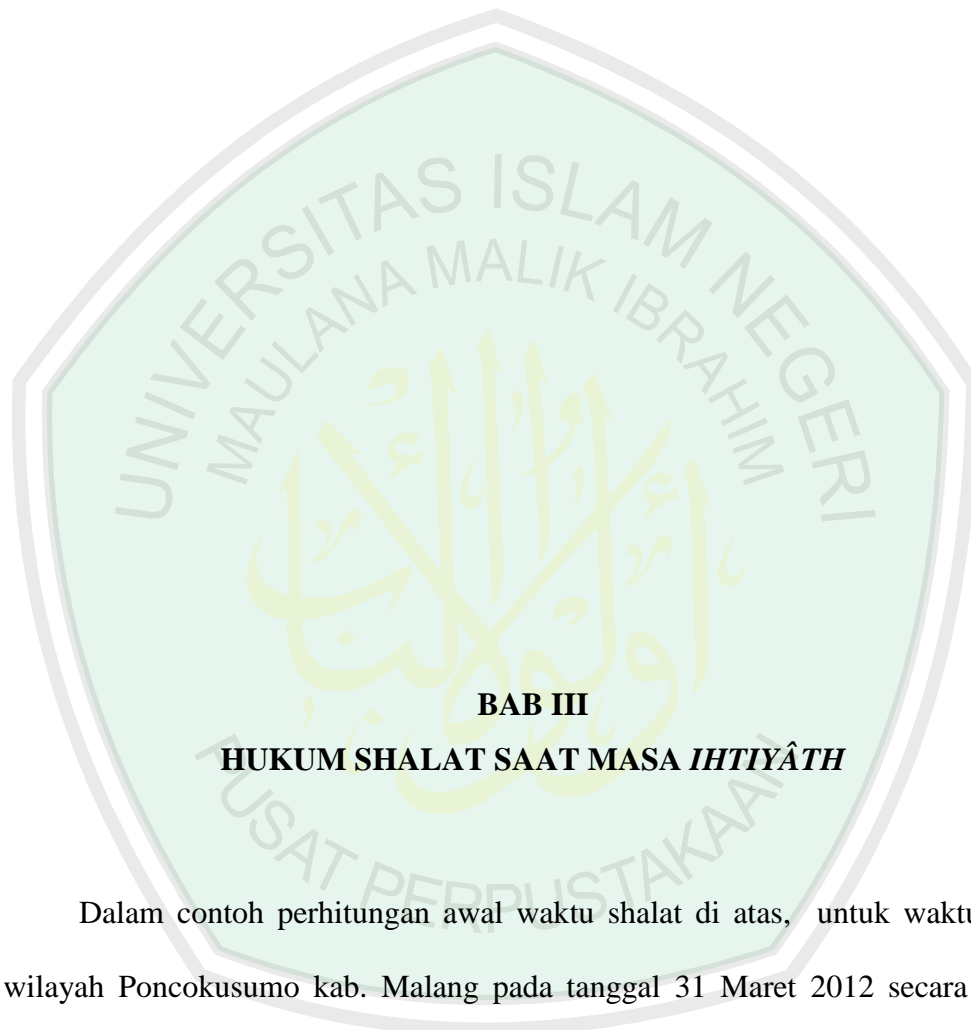 UNIVERSITAS ISLAM NEGERI
MAULANA MALIK IBRAHIM
BAB III
HUKUM SHALAT SAAT MASA IHTIYÂTH
PUSAT PERPUSTAKAAN
Dalam contoh perhitungan awal waktu shalat di atas, untuk waktu
wilayah Poncokusumo kab. Malang pada tanggal 31 Maret 2012 secara